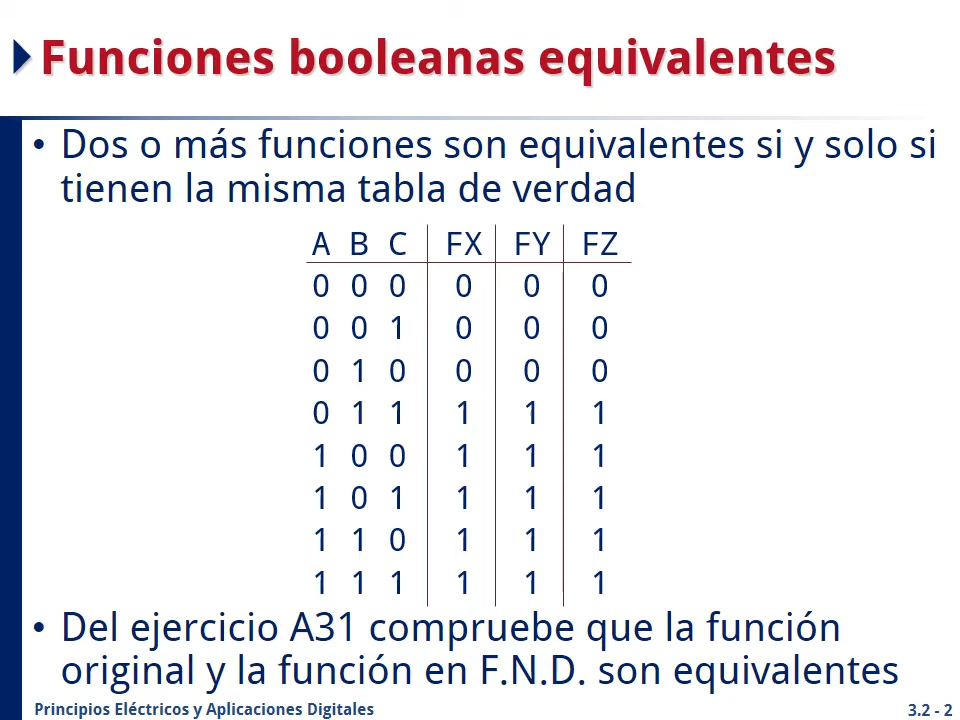 Funciones booleanas equivalentes
• Dos o más funciones son equivalentes si y solo si
tienen la misma tabla de verdad
A B C FX FY FZ
0 0 0 0 0 0
0 0 1 0 0 0
0 1 0 0 0 0
0 1 1 1 1 1
1 0 0 1 1 1
1 0 1 1 1 1
1 1 0 1 1 1
1 1 1 1 1 1
• Del ejercicio A31 compruebe que la función
original y la función en F.N.D. son equivalentes
Principios Eléctricos y Aplicaciones Digitales 3.2 - 2